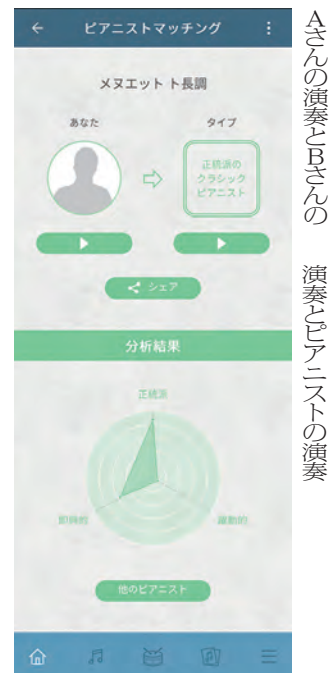 ピアニストマッチング
メヌエット ト長調
あなた
タイプ
正統派の
クラシック
ピアニスト
シェア
分析結果
正統派
即興的
躍動的
他のピアニスト
Aさんの演奏とBさんの　演奏とピアニストの演奏